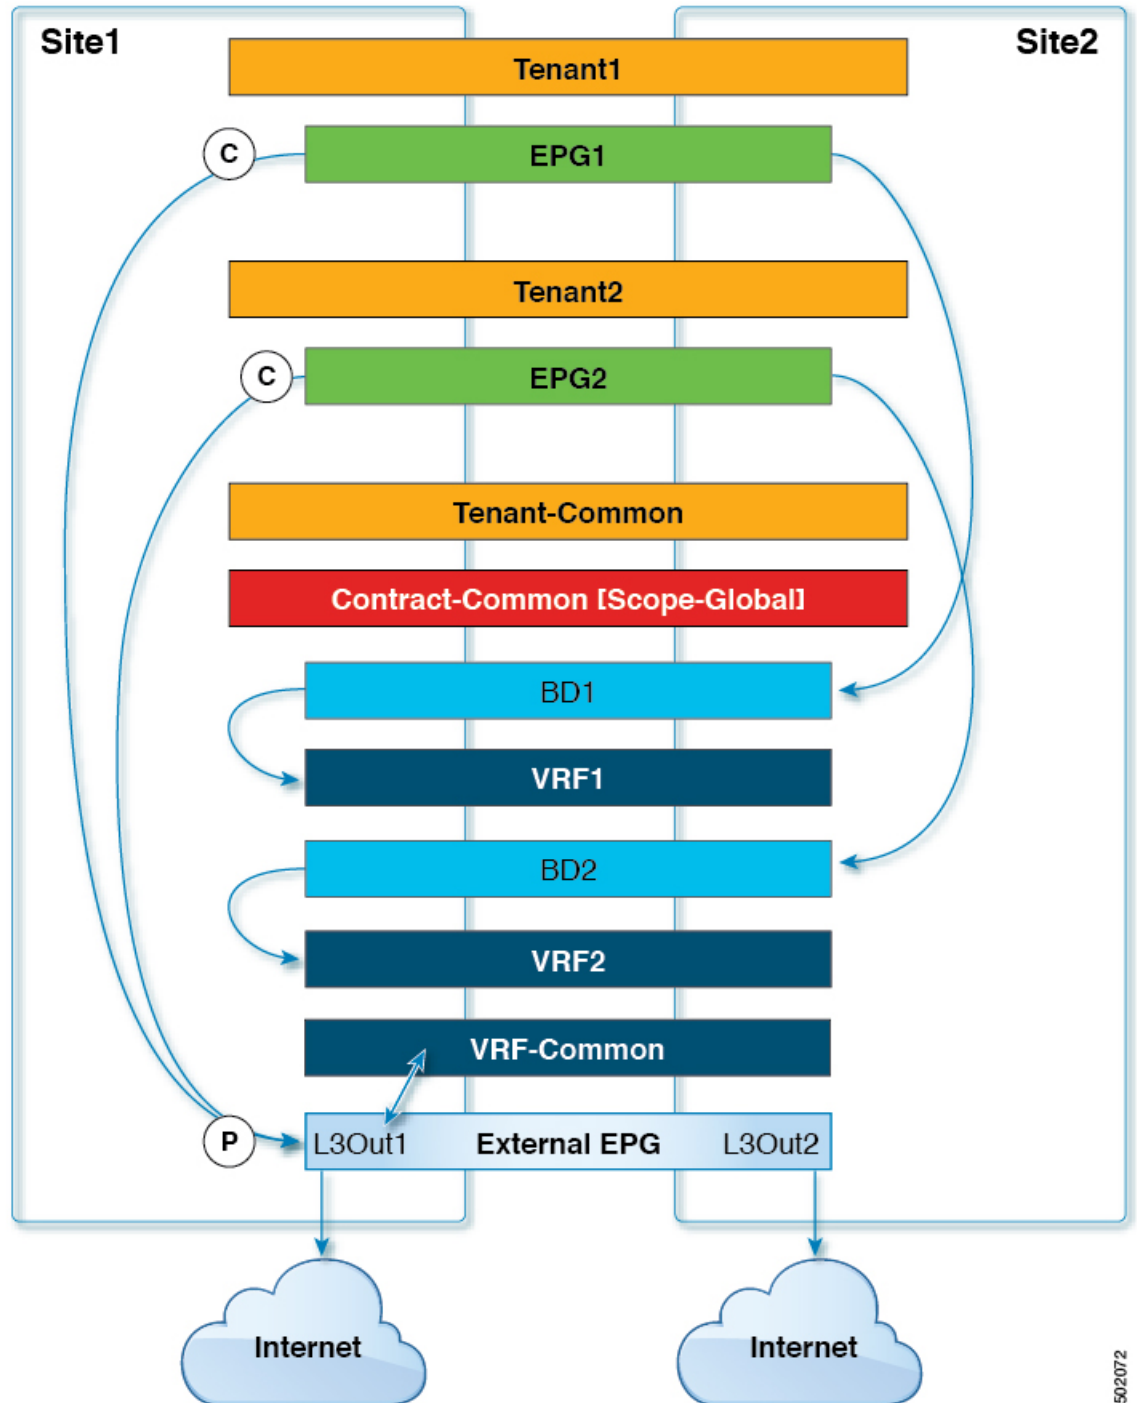 Site1
Site2
Tenant1
C
EPG1
Tenant2
C
EPG2
Tenant-Common
Contract-Common [Scope-Global]
BD1
VRF1
BD2
VRF2
VRF-Common
P
L3Out1
External EPG
L3Out2
Internet
Internet
502072